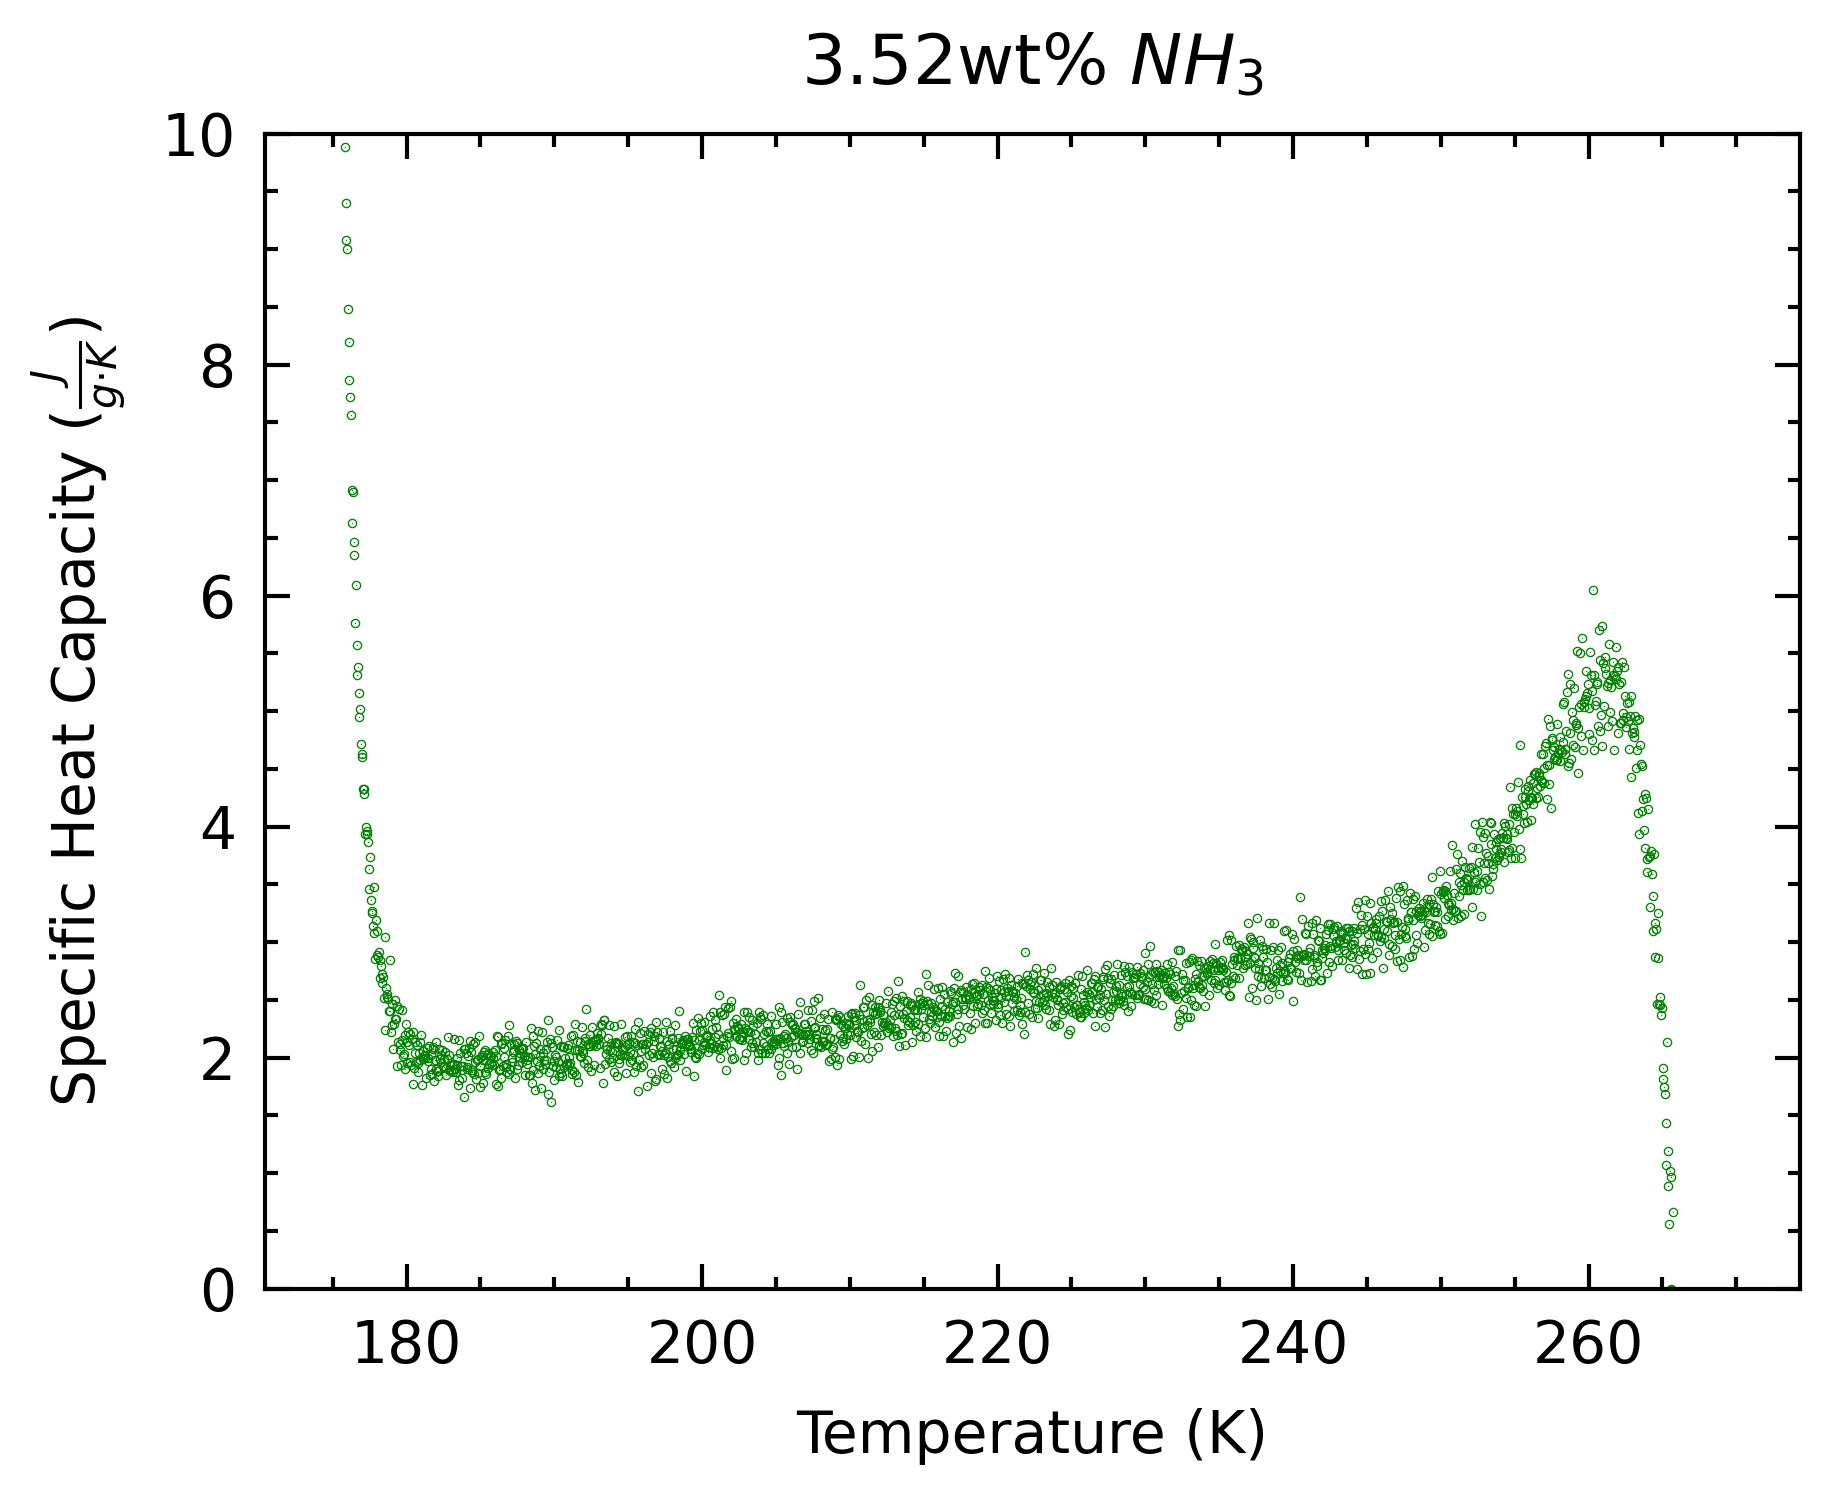 3.52wt% NH₃
Specific Heat Capacity (J/g·K)
10
8
6
4
2
0
180 200 220 240 260
Temperature (K)